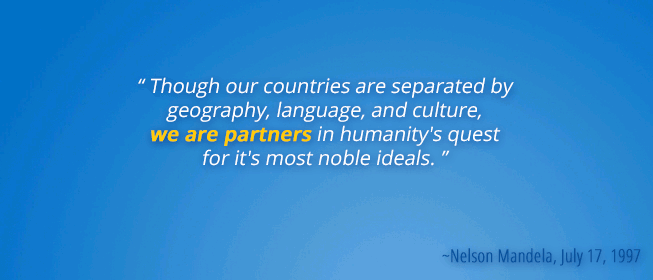 “ Though our countries are separated by
geography, language, and culture,
we are partners in humanity's quest
for it's most noble ideals. ”
~Nelson Mandela, July 17, 1997